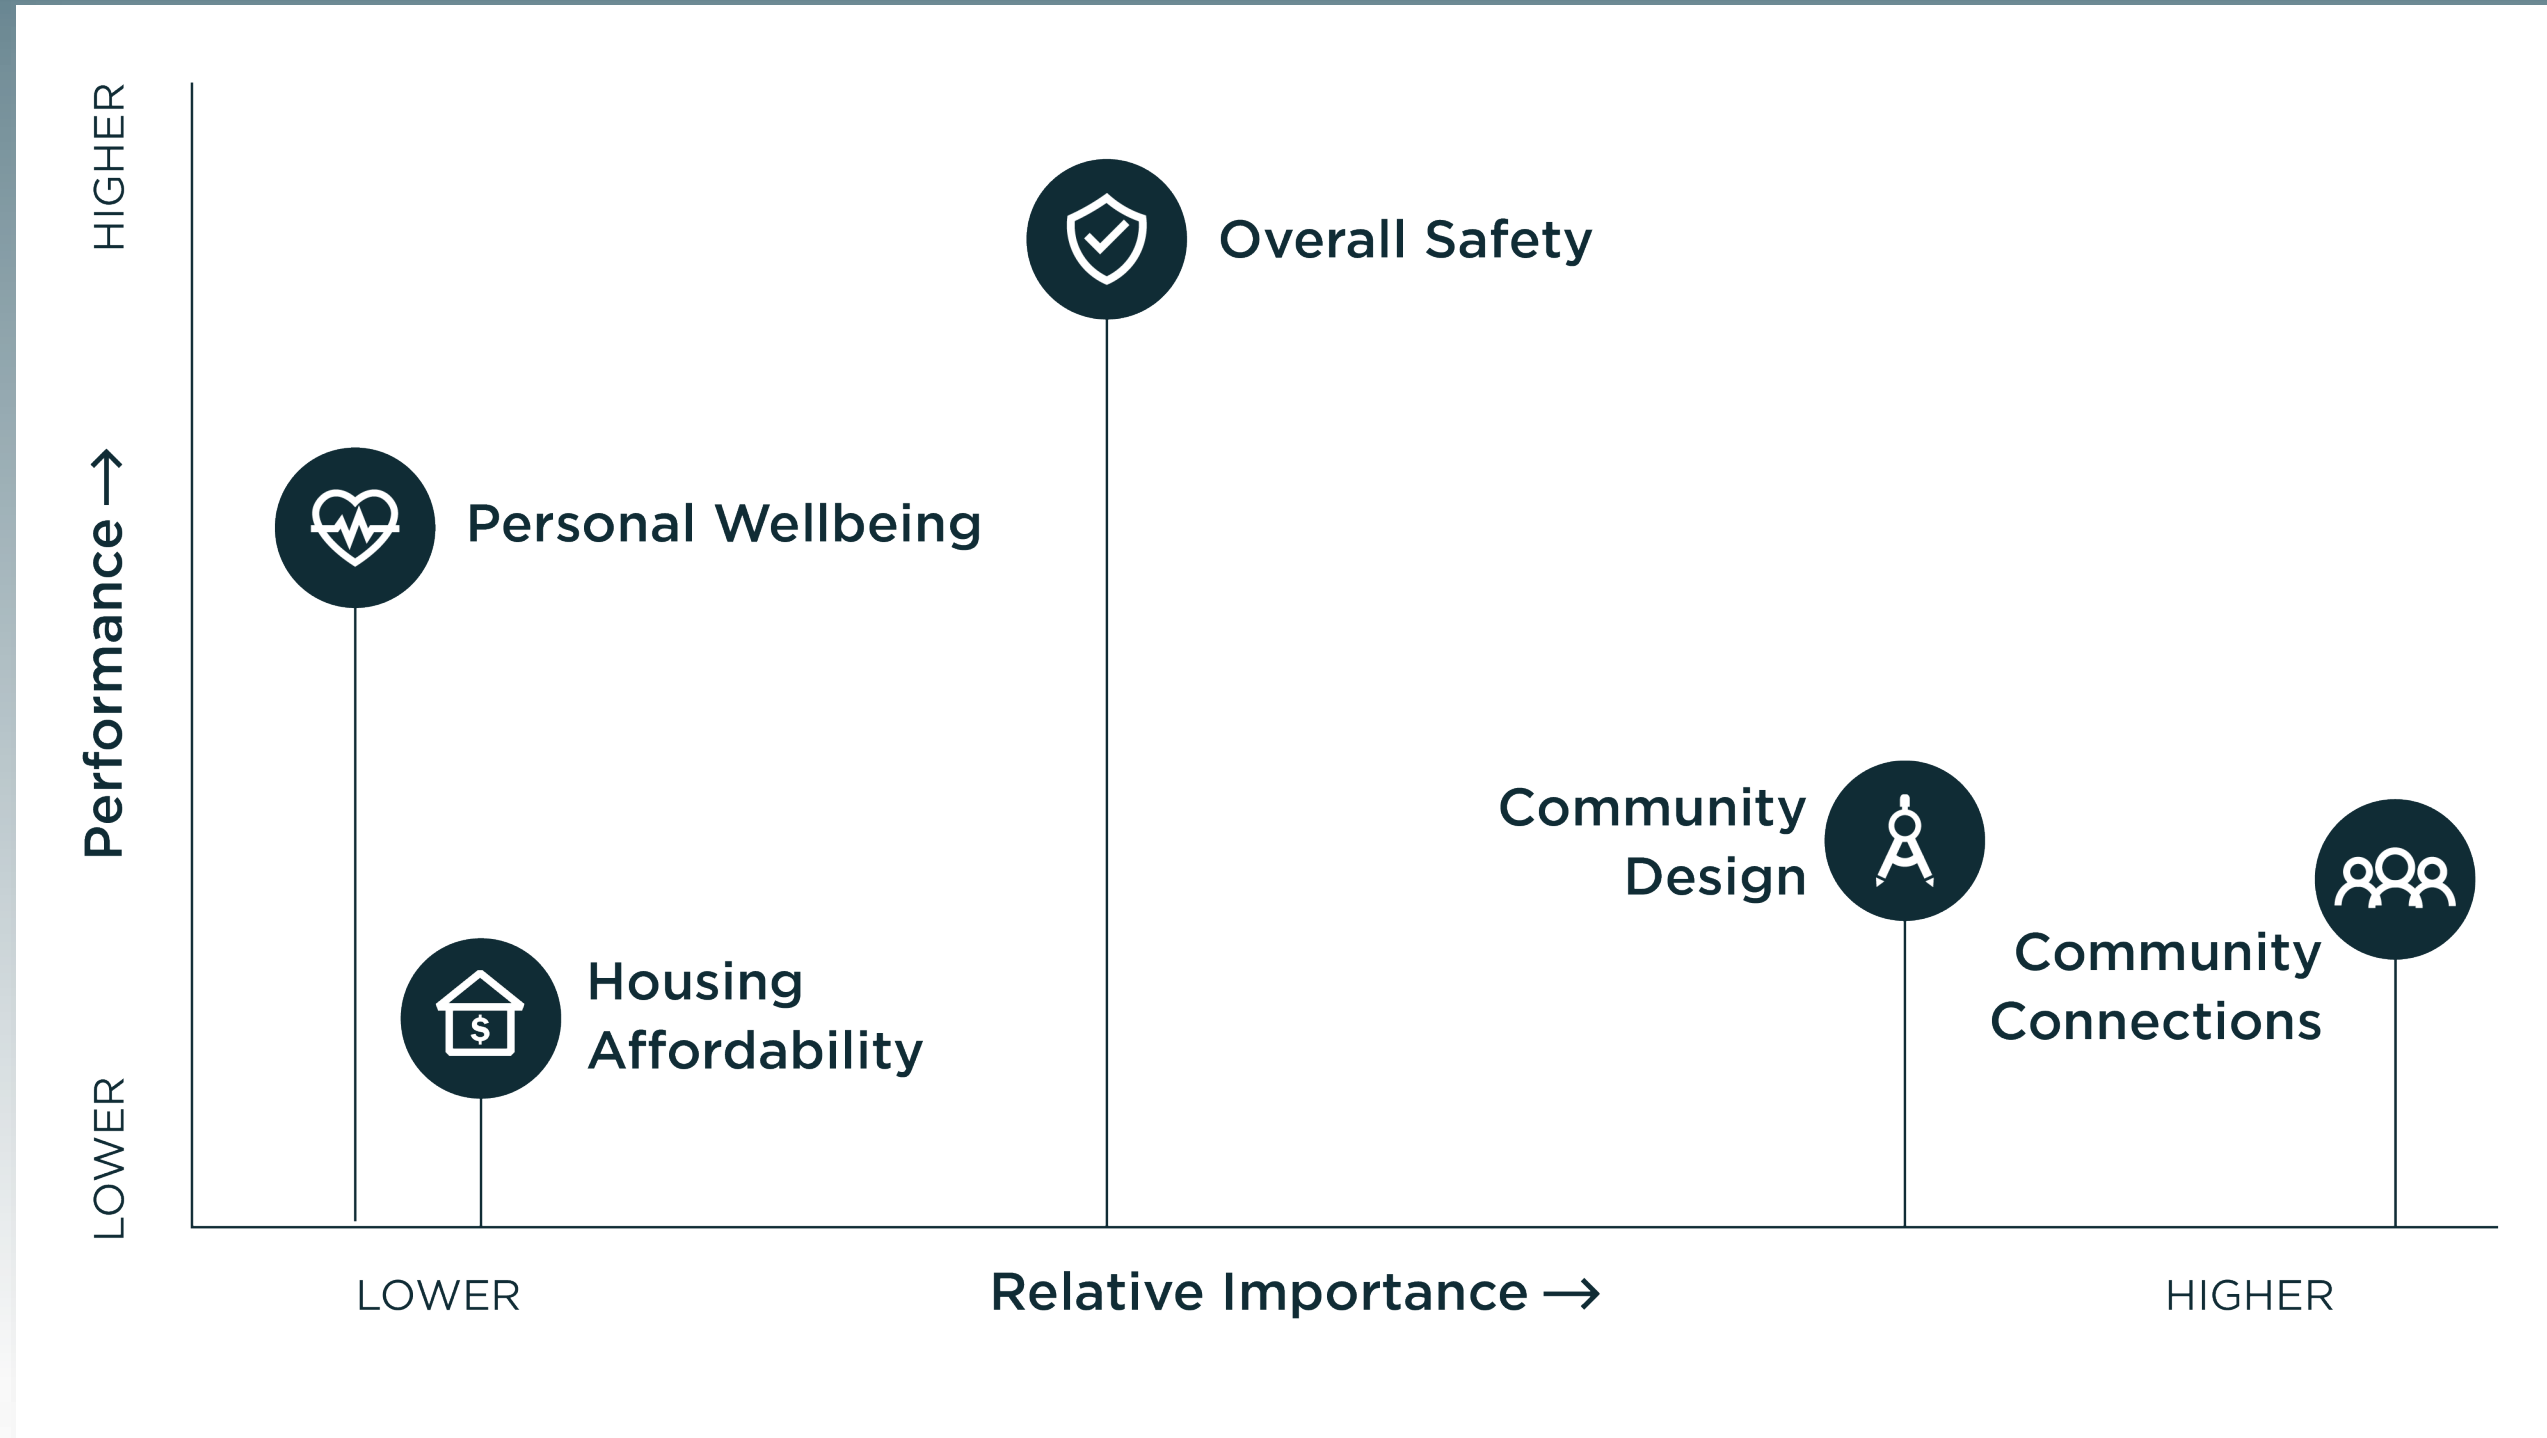 HIGHER
Performance →
LOWER
Overall Safety
Personal Wellbeing
Community
Design
Community
Connections
Housing
Affordability
$
LOWER
Relative Importance →
HIGHER